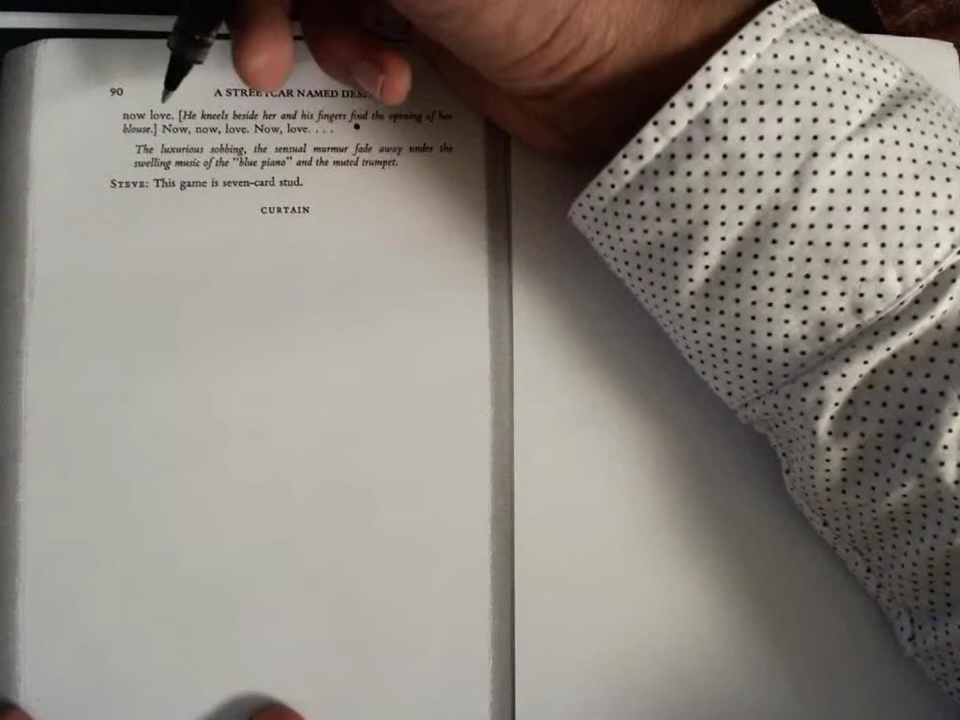 90 A STREETCAR NAMED
now love. [He kneels beside her and his fingers find the opening of her
blouse.] Now, now, love. Now, love. . . .
The luxurious sobbing, the sensual murmur fade away under the
swelling music of the "blue piano" and the muted trumpet.
STEVE: This game is seven-card stud.
CURTAIN